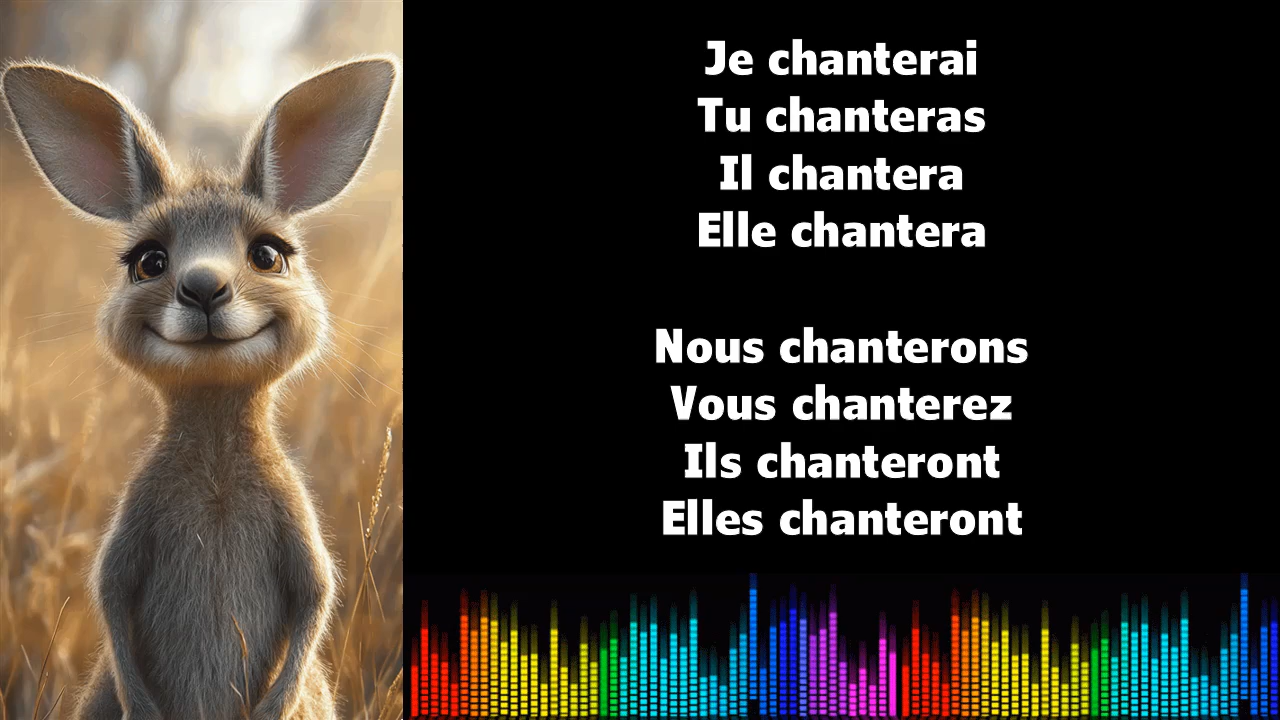 Je chanterai
Tu chanteras
Il chantera
Elle chantera
Nous chanterons
Vous chanterez
Ils chanteront
Elles chanteront